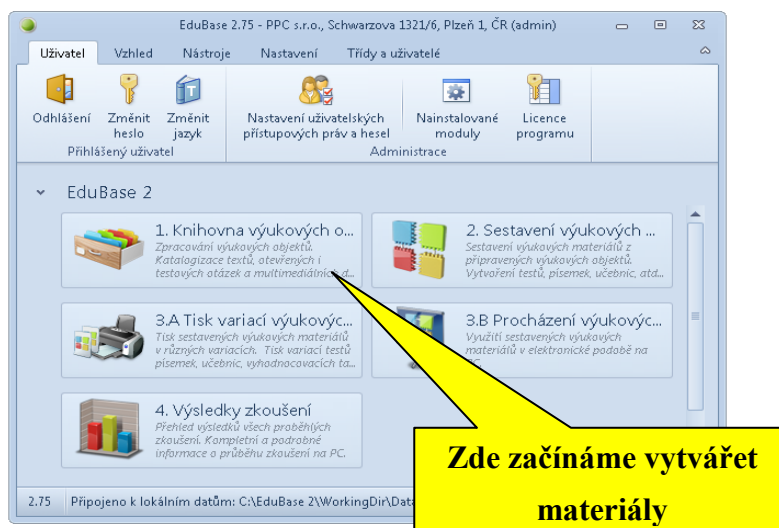 EduBase 2.75 - PPC s.r.o., Schwarzova 1321/6, Plzeň 1, ČR (admin)
Uživatel Vzhled Nástroje Nastavení Třídy a uživatelé
Odhlášení Změnit heslo Změnit jazyk Nastavení uživatelských přístupových práv a hesel Nainstalované moduly Licence programu
Přihlášený uživatel Administrace
EduBase 2
1. Knihovna výukových o...
Zpracování výukových objektů.
Katalogizace textů, otevřených i
testových otázek a multimediálních d...
2. Sestavení výukových ...
Sestavení výukových materiálů z
připravených výukových objektů.
Vytvoření testů, písemek, učebnic, atd...
3.A Tisk variací výukovýc...
Tisk sestavených výukových materiálů
v různých variacích. Tisk variací testů
písemek, učebnic, vyhodnocovacích ta...
3.B Procházení výukovýc...
Využití sestavených výukových
materiálů v elektronické podobě na
PC.
4. Výsledky zkoušení
Přehled výsledků všech proběhlých
zkoušení. Kompletní a podrobné
informace o průběhu zkoušení na PC.
Zde začínáme vytvářet
materiály
2.75 Připojeno k lokálním datům: C:\EduBase 2\WorkingDir\Dat